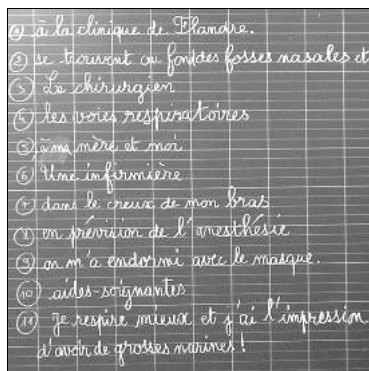 ① à la clinique de Flandre.
② se trouvent au fond des fosses nasales et
③ Le chirurgien
④ les voies respiratoires
⑤ à ma mère et moi
⑥ Une infirmière
⑦ dans le creux de mon bras
⑧ en prévision de l'anesthésie
⑨ on m'a endormi avec le masque.
⑩ aides-soignantes
⑪ Je respire mieux et j'ai l'impression
d'avoir de grosses narines !